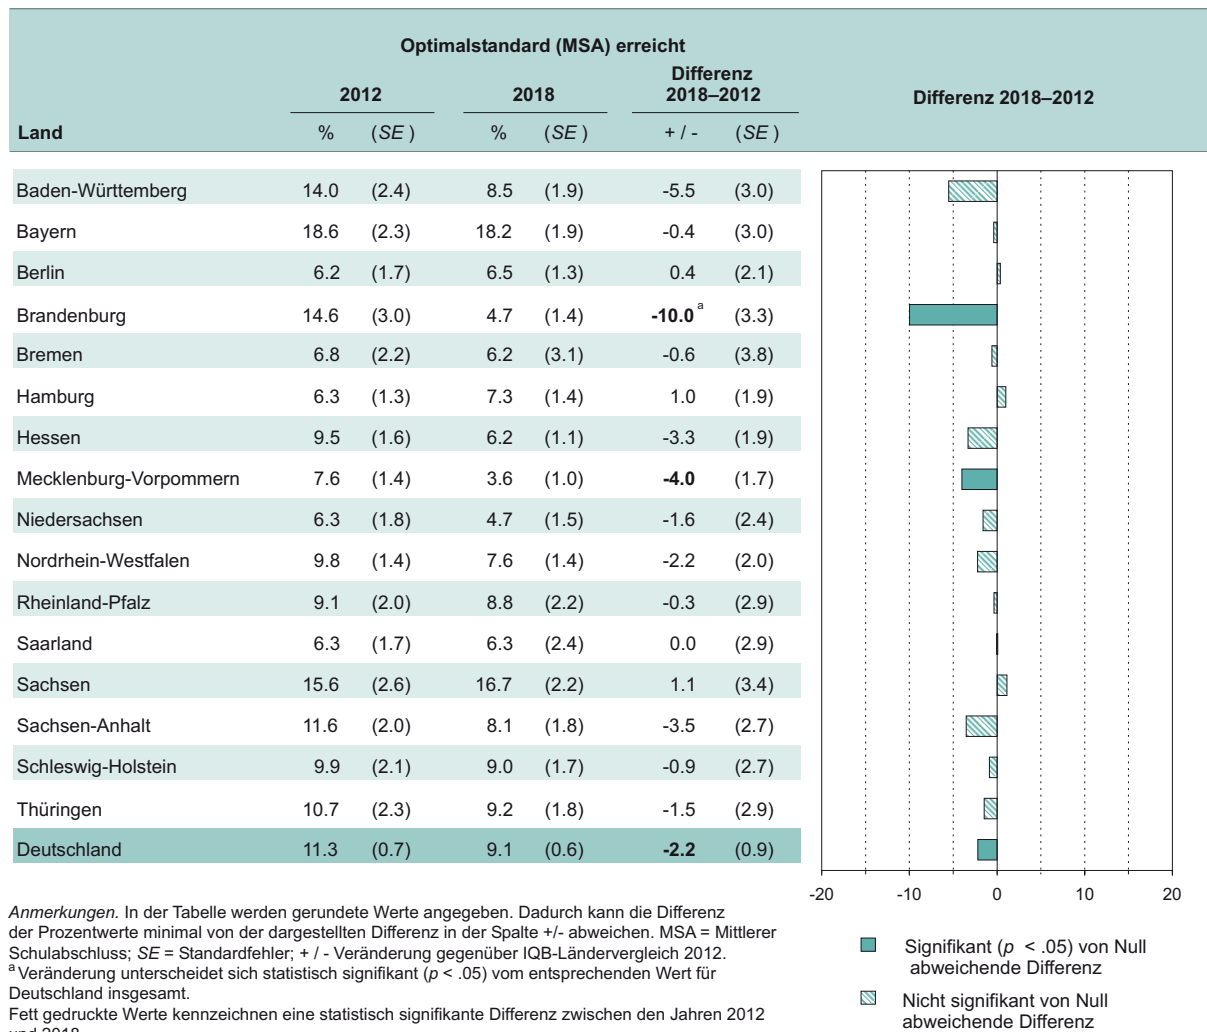 Optimalstandard (MSA) erreicht
2012 2018 Differenz 2018–2012 Differenz 2018–2012
Land % (SE) % (SE) + / - (SE)
Baden-Württemberg 14.0 (2.4) 8.5 (1.9) -5.5 (3.0)
Bayern 18.6 (2.3) 18.2 (1.9) -0.4 (3.0)
Berlin 6.2 (1.7) 6.5 (1.3) 0.4 (2.1)
Brandenburg 14.6 (3.0) 4.7 (1.4) -10.0 a (3.3)
Bremen 6.8 (2.2) 6.2 (3.1) -0.6 (3.8)
Hamburg 6.3 (1.3) 7.3 (1.4) 1.0 (1.9)
Hessen 9.5 (1.6) 6.2 (1.1) -3.3 (1.9)
Mecklenburg-Vorpommern 7.6 (1.4) 3.6 (1.0) -4.0 (1.7)
Niedersachsen 6.3 (1.8) 4.7 (1.5) -1.6 (2.4)
Nordrhein-Westfalen 9.8 (1.4) 7.6 (1.4) -2.2 (2.0)
Rheinland-Pfalz 9.1 (2.0) 8.8 (2.2) -0.3 (2.9)
Saarland 6.3 (1.7) 6.3 (2.4) 0.0 (2.9)
Sachsen 15.6 (2.6) 16.7 (2.2) 1.1 (3.4)
Sachsen-Anhalt 11.6 (2.0) 8.1 (1.8) -3.5 (2.7)
Schleswig-Holstein 9.9 (2.1) 9.0 (1.7) -0.9 (2.7)
Thüringen 10.7 (2.3) 9.2 (1.8) -1.5 (2.9)
Deutschland 11.3 (0.7) 9.1 (0.6) -2.2 (0.9)
-20 -10 0 10 20
Anmerkungen. In der Tabelle werden gerundete Werte angegeben. Dadurch kann die Differenz
der Prozentwerte minimal von der dargestellten Differenz in der Spalte +/- abweichen. MSA = Mittlerer
Schulabschluss; SE = Standardfehler; + / - Veränderung gegenüber IQB-Ländervergleich 2012.
a Veränderung unterscheidet sich statistisch signifikant (p < .05) vom entsprechenden Wert für
Deutschland insgesamt.
Fett gedruckte Werte kennzeichnen eine statistisch signifikante Differenz zwischen den Jahren 2012
und 2018.
Signifikant (p < .05) von Null
abweichende Differenz
Nicht signifikant von Null
abweichende Differenz